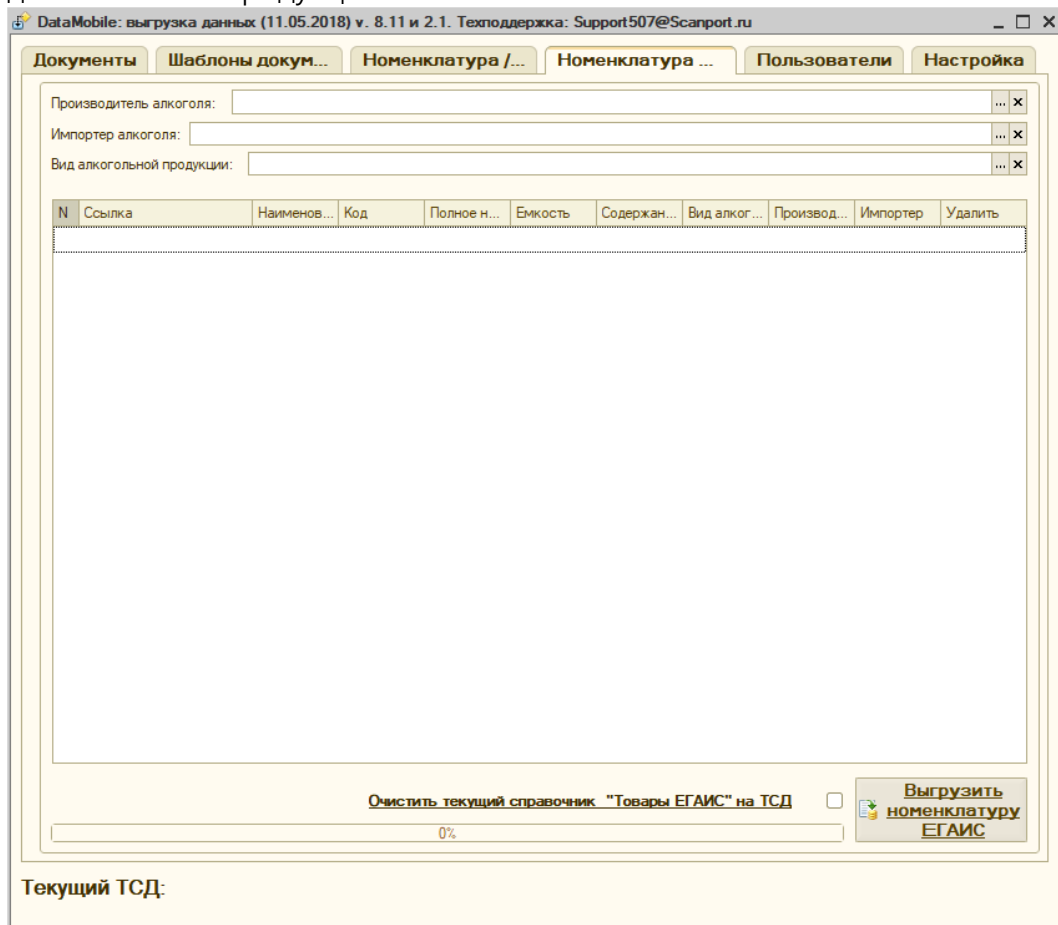 DataMobile: выгрузка данных (11.05.2018) v. 8.11 и 2.1. Техподдержка: Support507@Scanport.ru
Документы Шаблоны докум... Номенклатура /... Номенклатура ... Пользователи Настройка
Производитель алкоголя:
Импортер алкоголя:
Вид алкогольной продукции:
N Ссылка Наименов... Код Полное н... Емкость Содержан... Вид алког... Производ... Импортер Удалить
Очистить текущий справочник "Товары ЕГАИС" на ТСД
Выгрузить номенклатуру ЕГАИС
0%
Текущий ТСД: